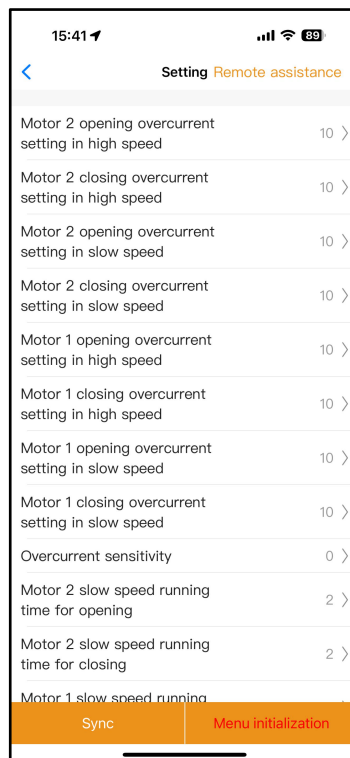 15:41
89
Setting Remote assistance
Motor 2 opening overcurrent
setting in high speed
10
Motor 2 closing overcurrent
setting in high speed
10
Motor 2 opening overcurrent
setting in slow speed
10
Motor 2 closing overcurrent
setting in slow speed
10
Motor 1 opening overcurrent
setting in high speed
10
Motor 1 closing overcurrent
setting in high speed
10
Motor 1 opening overcurrent
setting in slow speed
10
Motor 1 closing overcurrent
setting in slow speed
10
Overcurrent sensitivity
0
Motor 2 slow speed running
time for opening
2
Motor 2 slow speed running
time for closing
2
Motor 1 slow speed running
Sync
Menu initialization